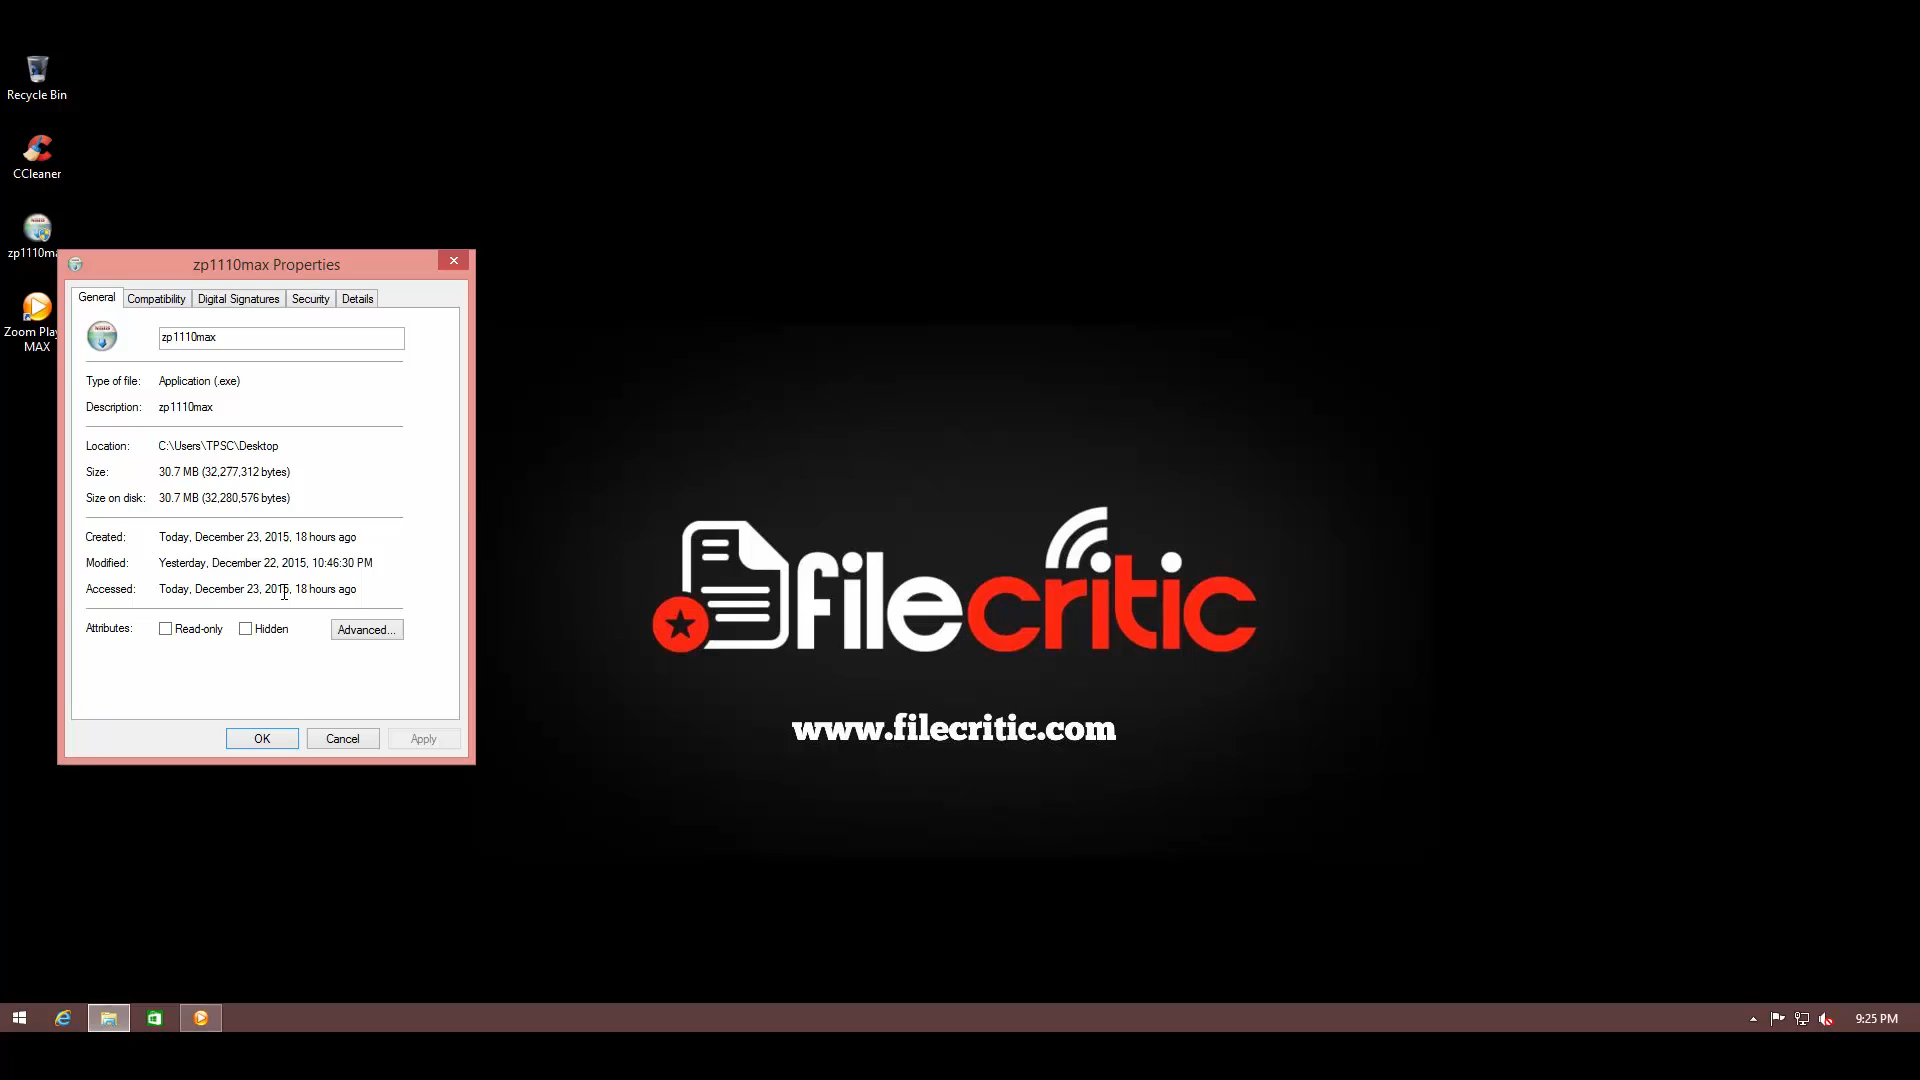 Recycle Bin
CCleaner
zp1110ma
Zoom Play
MAX
zp1110max Properties
General Compatibility Digital Signatures Security Details
zp1110max
Type of file: Application (.exe)
Description: zp1110max
Location: C:\Users\TPSC\Desktop
Size: 30.7 MB (32,277,312 bytes)
Size on disk: 30.7 MB (32,280,576 bytes)
Created: Today, December 23, 2015, 18 hours ago
Modified: Yesterday, December 22, 2015, 10:46:30 PM
Accessed: Today, December 23, 2015, 18 hours ago
Attributes: Read-only Hidden Advanced...
OK Cancel Apply
filecritic
www.filecritic.com
9:25 PM